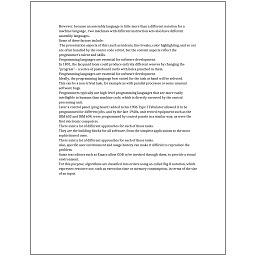 However, because an assembly language is little more than a different notation for a
machine language, two machines with different instruction sets also have different
assembly languages.
Some of these factors include:
The presentation aspects of this (such as indents, line breaks, color highlighting, and so on)
are often handled by the source code editor, but the content aspects reflect the
programmer's talent and skills.
Programming languages are essential for software development.
In 1801, the Jacquard loom could produce entirely different weaves by changing the
"program" – a series of pasteboard cards with holes punched in them.
Programming languages are essential for software development.
Ideally, the programming language best suited for the task at hand will be selected.
This can be a non-trivial task, for example as with parallel processes or some unusual
software bugs.
Programmers typically use high-level programming languages that are more easily
intelligible to humans than machine code, which is directly executed by the central
processing unit.
Later a control panel (plug board) added to his 1906 Type I Tabulator allowed it to be
programmed for different jobs, and by the late 1940s, unit record equipment such as the
IBM 602 and IBM 604, were programmed by control panels in a similar way, as were the
first electronic computers.
There exist a lot of different approaches for each of those tasks.
They are the building blocks for all software, from the simplest applications to the most
sophisticated ones.
There exist a lot of different approaches for each of those tasks.
Also, specific user environment and usage history can make it difficult to reproduce the
problem.
Some text editors such as Emacs allow GDB to be invoked through them, to provide a visual
environment.
For this purpose, algorithms are classified into orders using so-called Big O notation, which
expresses resource use, such as execution time or memory consumption, in terms of the size
of an input.